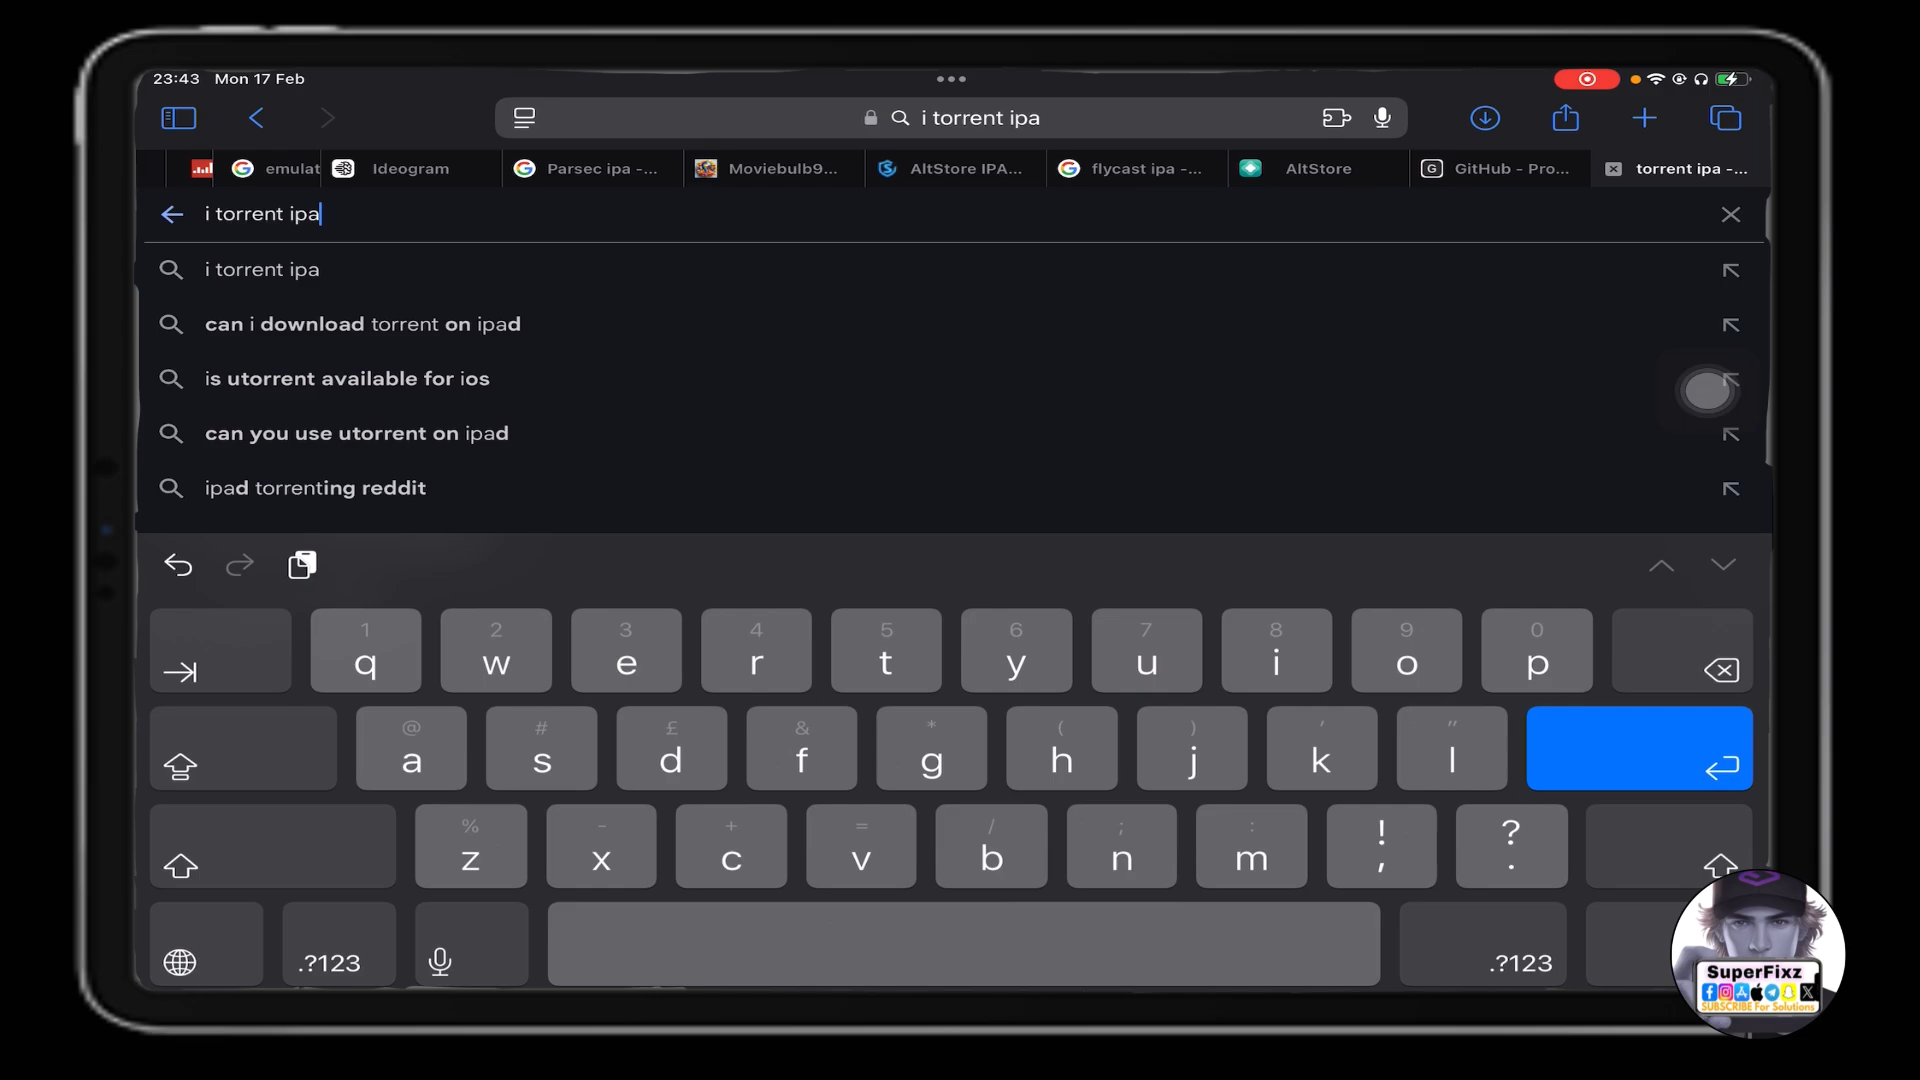 23:43 Mon 17 Feb
i torrent ipa
emulat
Ideogram
Parsec ipa -...
Moviebulb9...
AltStore IPA...
flycast ipa -...
AltStore
GitHub - Pro...
torrent ipa -...
i torrent ipa
i torrent ipa
can i download torrent on ipad
is utorrent available for ios
can you use utorrent on ipad
ipad torrenting reddit
1 2 3 4 5 6 7 8 9 0
q w e r t y u i o p
@ # £ & * ( ) ' "
a s d f g h j k l
% - + = / ; : ! ?
z x c v b n m , .
.?123 .?123
SuperFixz
SUBSCRIBE For Solutions